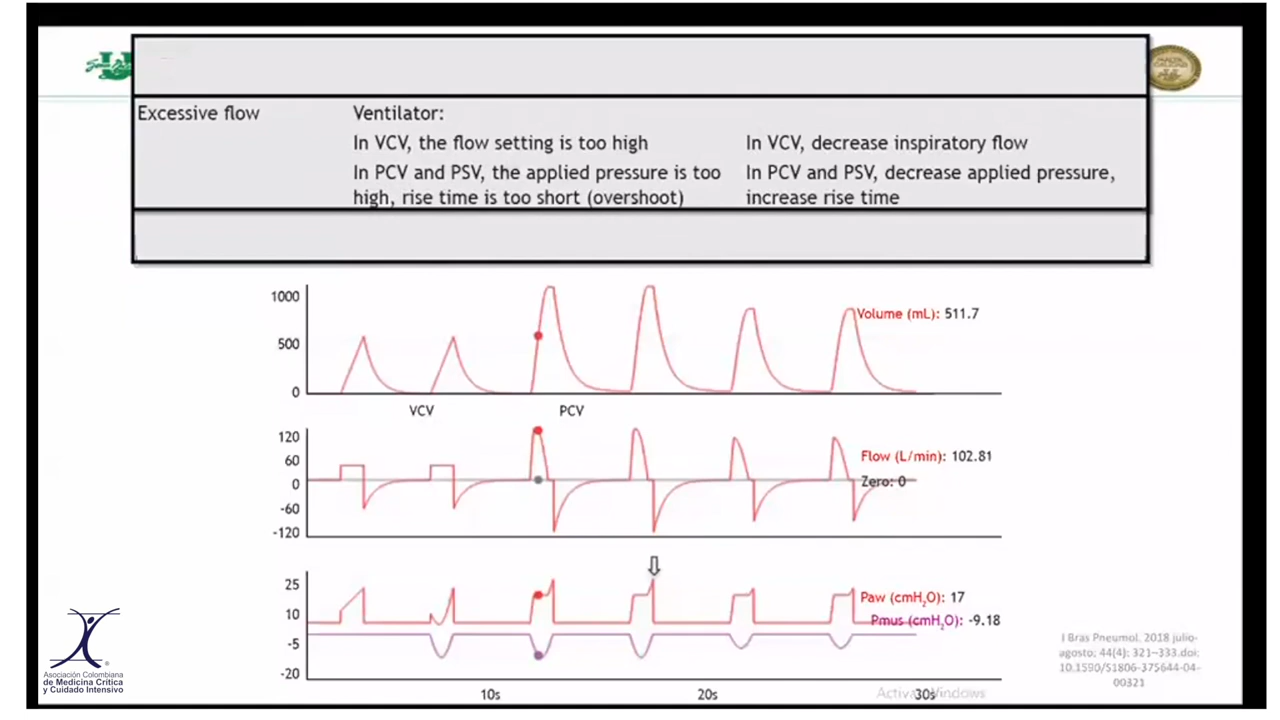 Excessive flow
Ventilator:
In VCV, the flow setting is too high
In VCV, decrease inspiratory flow
In PCV and PSV, the applied pressure is too
high, rise time is too short (overshoot)
In PCV and PSV, decrease applied pressure,
increase rise time
1000
500
0
Volume (mL): 511.7
VCV
PCV
120
60
0
-60
-120
Flow (L/min): 102.81
Zero: 0
25
10
-5
-20
Paw (cmH2O): 17
Pmus (cmH2O): -9.18
10s
20s
30s
Asociación Colombiana
de Medicina Crítica
y Cuidado Intensivo
J Bras Pneumol. 2018 julio-
agosto; 44(4): 321–333.doi:
10.1590/S1806-375644-04-
00321